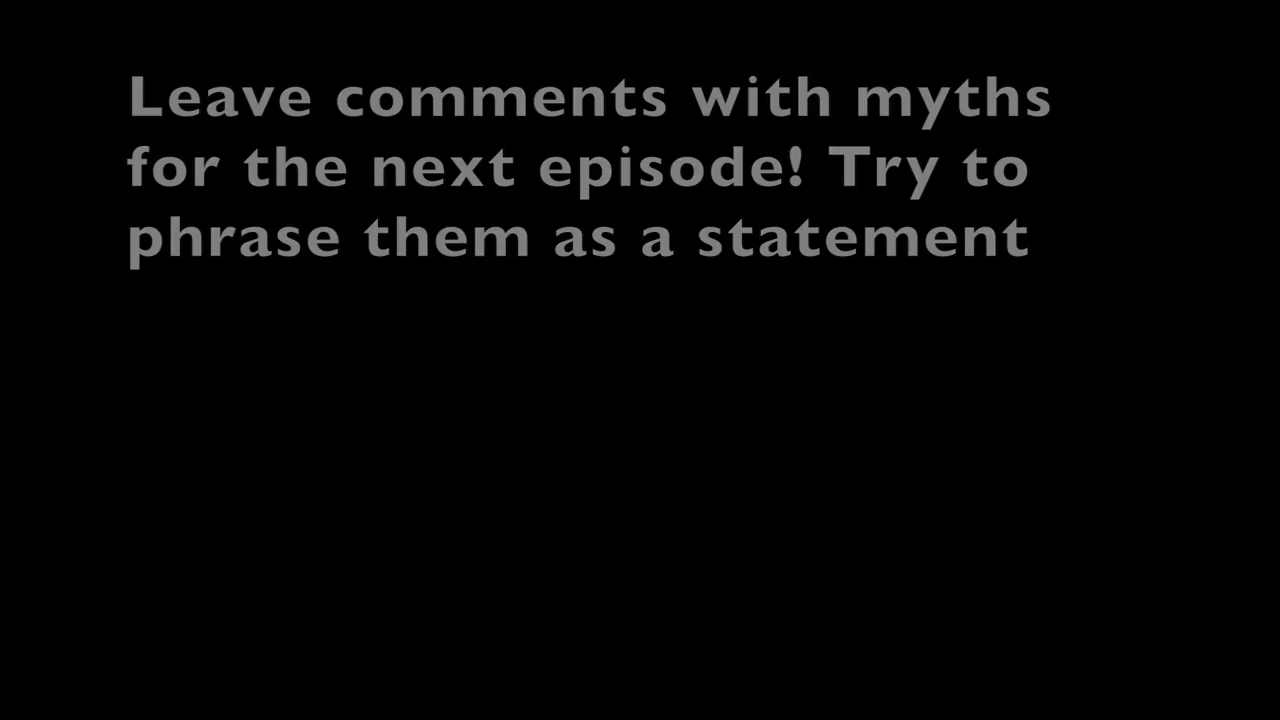 Leave comments with myths
for the next episode! Try to
phrase them as a statement